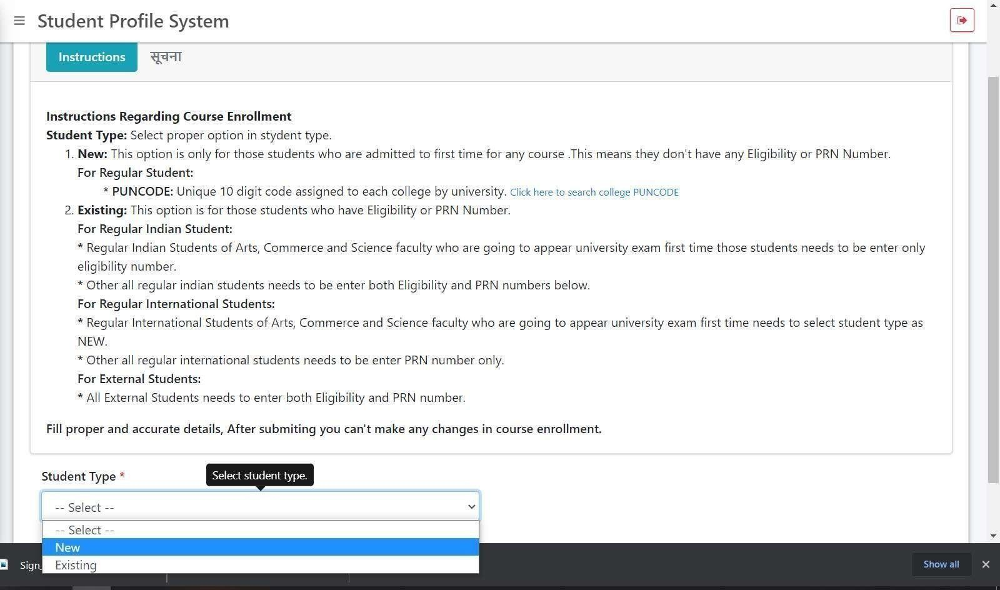 Student Profile System
Instructions
सूचना
Instructions Regarding Course Enrollment
Student Type: Select proper option in stydent type.
1. New: This option is only for those students who are admitted to first time for any course .This means they don't have any Eligibility or PRN Number.
For Regular Student:
* PUNCODE: Unique 10 digit code assigned to each college by university. Click here to search college PUNCODE
2. Existing: This option is for those students who have Eligibility or PRN Number.
For Regular Indian Student:
* Regular Indian Students of Arts, Commerce and Science faculty who are going to appear university exam first time those students needs to be enter only
eligibility number.
* Other all regular indian students needs to be enter both Eligibility and PRN numbers below.
For Regular International Students:
* Regular International Students of Arts, Commerce and Science faculty who are going to appear university exam first time needs to select student type as
NEW.
* Other all regular international students needs to be enter PRN number only.
For External Students:
* All External Students needs to enter both Eligibility and PRN number.
Fill proper and accurate details, After submiting you can't make any changes in course enrollment.
Student Type *
Select student type.
-- Select --
-- Select --
New
Existing
Sign_
Show all